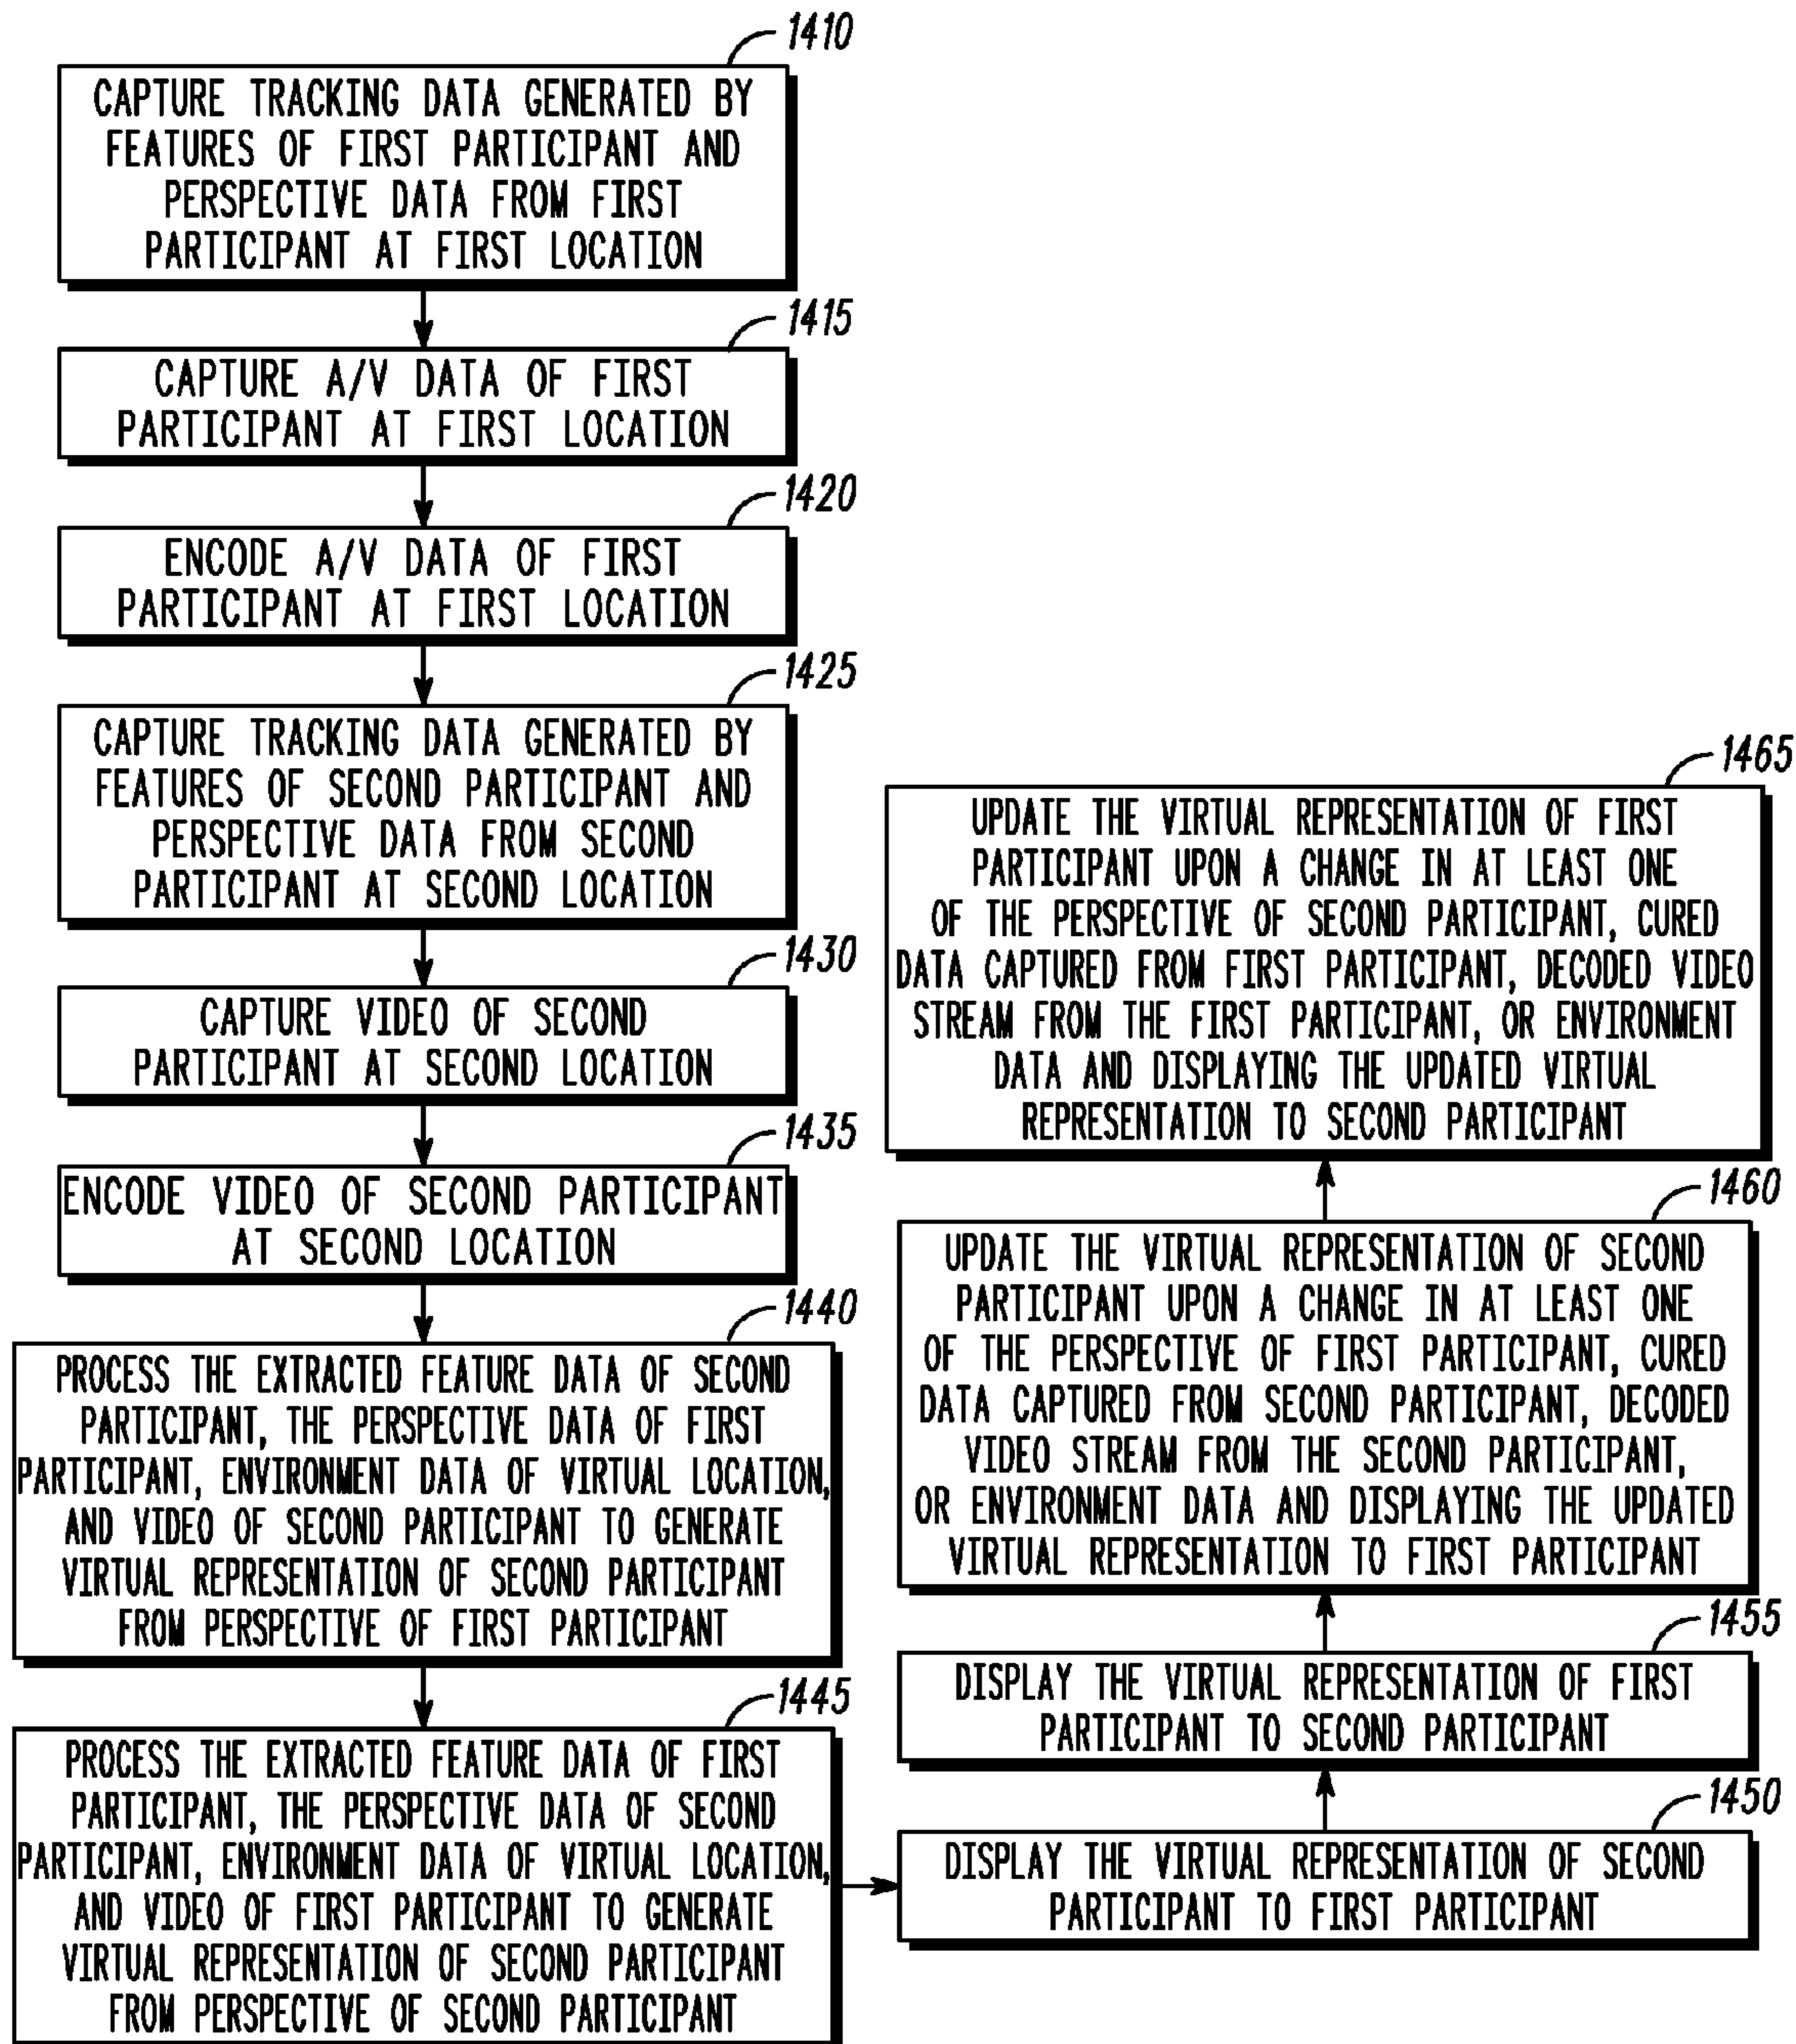 1410
CAPTURE TRACKING DATA GENERATED BY
FEATURES OF FIRST PARTICIPANT AND
PERSPECTIVE DATA FROM FIRST
PARTICIPANT AT FIRST LOCATION
1415
CAPTURE A/V DATA OF FIRST
PARTICIPANT AT FIRST LOCATION
1420
ENCODE A/V DATA OF FIRST
PARTICIPANT AT FIRST LOCATION
1425
CAPTURE TRACKING DATA GENERATED BY
FEATURES OF SECOND PARTICIPANT AND
PERSPECTIVE DATA FROM SECOND
PARTICIPANT AT SECOND LOCATION
1430
CAPTURE VIDEO OF SECOND
PARTICIPANT AT SECOND LOCATION
1435
ENCODE VIDEO OF SECOND PARTICIPANT
AT SECOND LOCATION
1440
PROCESS THE EXTRACTED FEATURE DATA OF SECOND
PARTICIPANT, THE PERSPECTIVE DATA OF FIRST
PARTICIPANT, ENVIRONMENT DATA OF VIRTUAL LOCATION,
AND VIDEO OF SECOND PARTICIPANT TO GENERATE
VIRTUAL REPRESENTATION OF SECOND PARTICIPANT
FROM PERSPECTIVE OF FIRST PARTICIPANT
1445
PROCESS THE EXTRACTED FEATURE DATA OF FIRST
PARTICIPANT, THE PERSPECTIVE DATA OF SECOND
PARTICIPANT, ENVIRONMENT DATA OF VIRTUAL LOCATION,
AND VIDEO OF FIRST PARTICIPANT TO GENERATE
VIRTUAL REPRESENTATION OF SECOND PARTICIPANT
FROM PERSPECTIVE OF SECOND PARTICIPANT
1450
DISPLAY THE VIRTUAL REPRESENTATION OF SECOND
PARTICIPANT TO FIRST PARTICIPANT
1455
DISPLAY THE VIRTUAL REPRESENTATION OF FIRST
PARTICIPANT TO SECOND PARTICIPANT
1460
UPDATE THE VIRTUAL REPRESENTATION OF SECOND
PARTICIPANT UPON A CHANGE IN AT LEAST ONE
OF THE PERSPECTIVE OF FIRST PARTICIPANT, CURED
DATA CAPTURED FROM SECOND PARTICIPANT, DECODED
VIDEO STREAM FROM THE SECOND PARTICIPANT,
OR ENVIRONMENT DATA AND DISPLAYING THE UPDATED
VIRTUAL REPRESENTATION TO FIRST PARTICIPANT
1465
UPDATE THE VIRTUAL REPRESENTATION OF FIRST
PARTICIPANT UPON A CHANGE IN AT LEAST ONE
OF THE PERSPECTIVE OF SECOND PARTICIPANT, CURED
DATA CAPTURED FROM FIRST PARTICIPANT, DECODED VIDEO
STREAM FROM THE FIRST PARTICIPANT, OR ENVIRONMENT
DATA AND DISPLAYING THE UPDATED VIRTUAL
REPRESENTATION TO SECOND PARTICIPANT